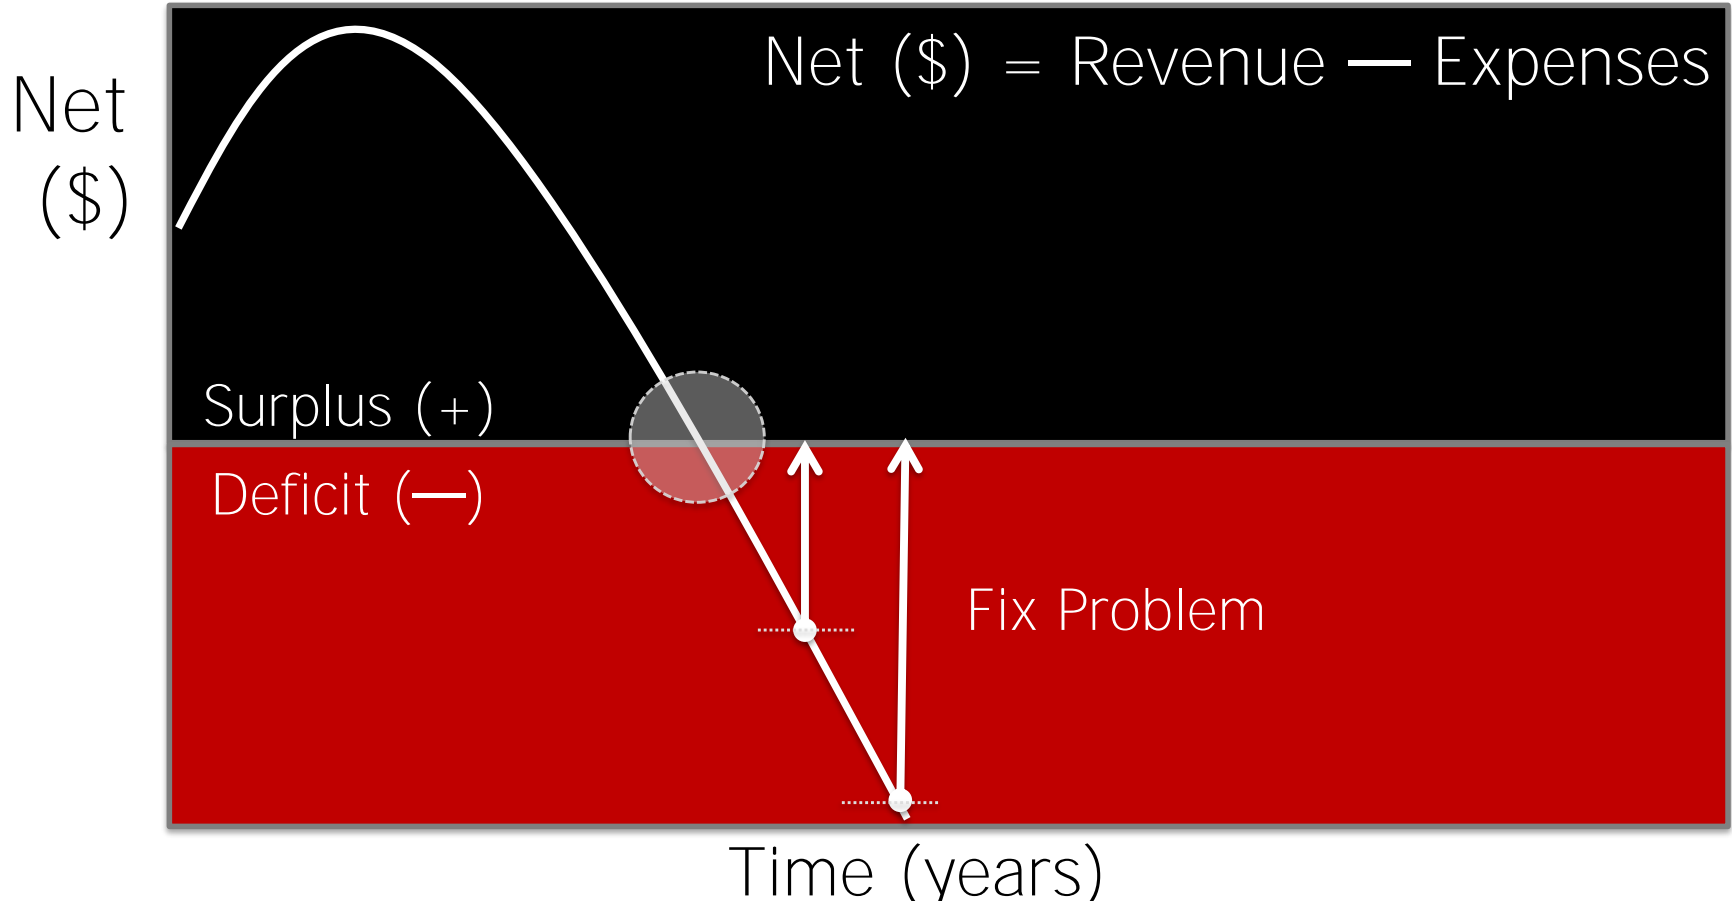 Net ($) = Revenue — Expenses
Net
($)
Surplus (+)
Deficit (—)
Fix Problem
Time (years)